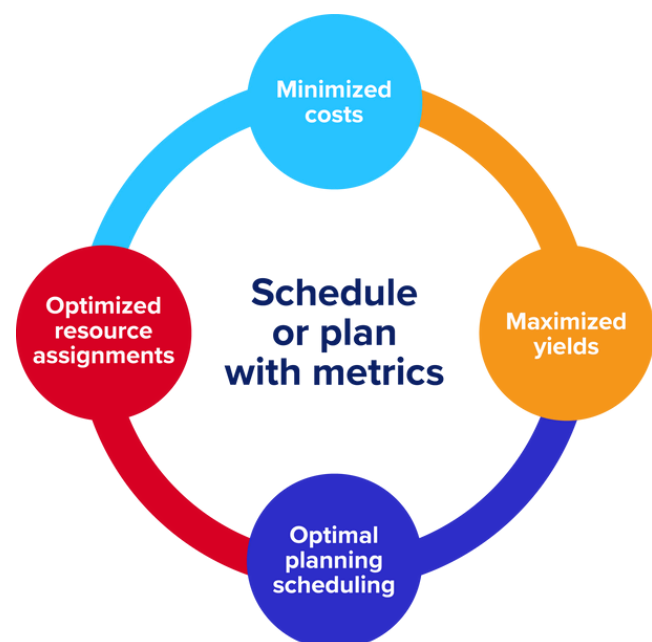 Minimized
costs
Optimized
resource
assignments
Schedule
or plan
with metrics
Maximized
yields
Optimal
planning
scheduling